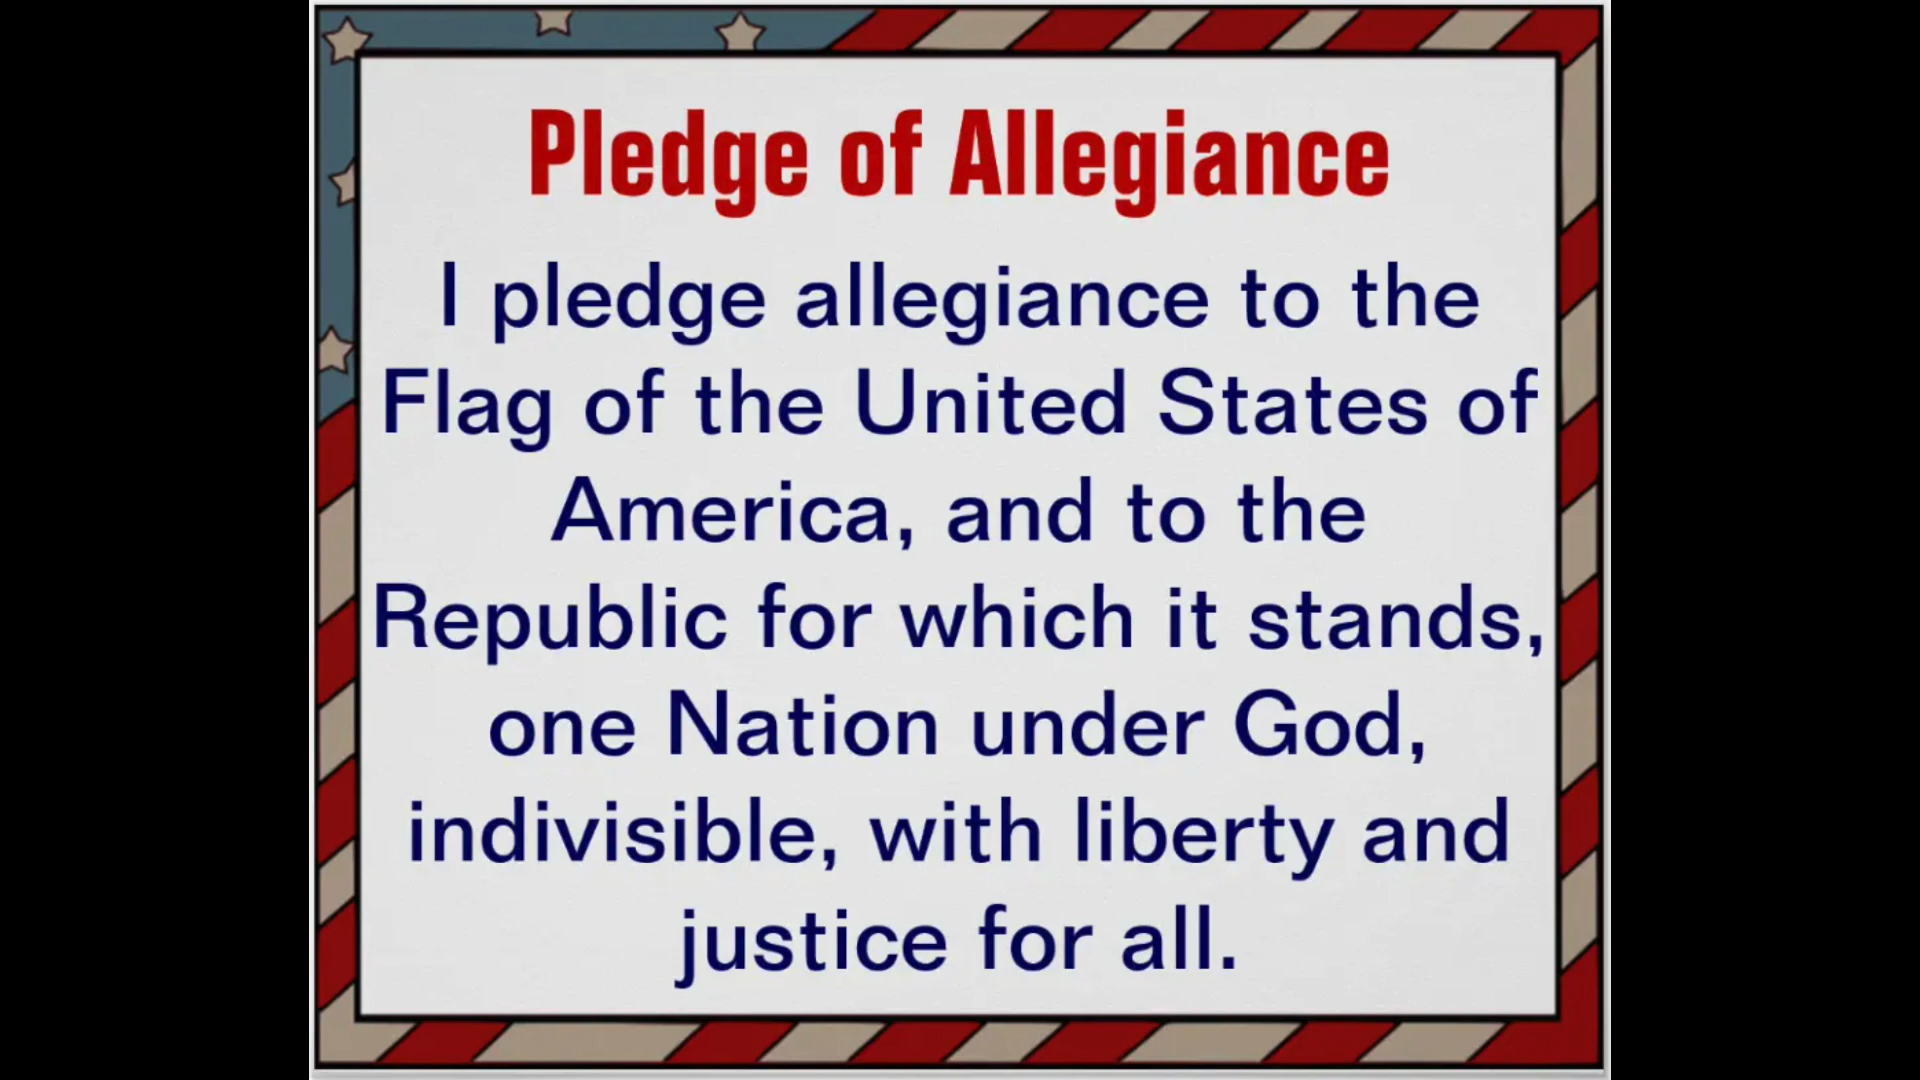 Pledge of Allegiance
I pledge allegiance to the
Flag of the United States of
America, and to the
Republic for which it stands,
one Nation under God,
indivisible, with liberty and
justice for all.